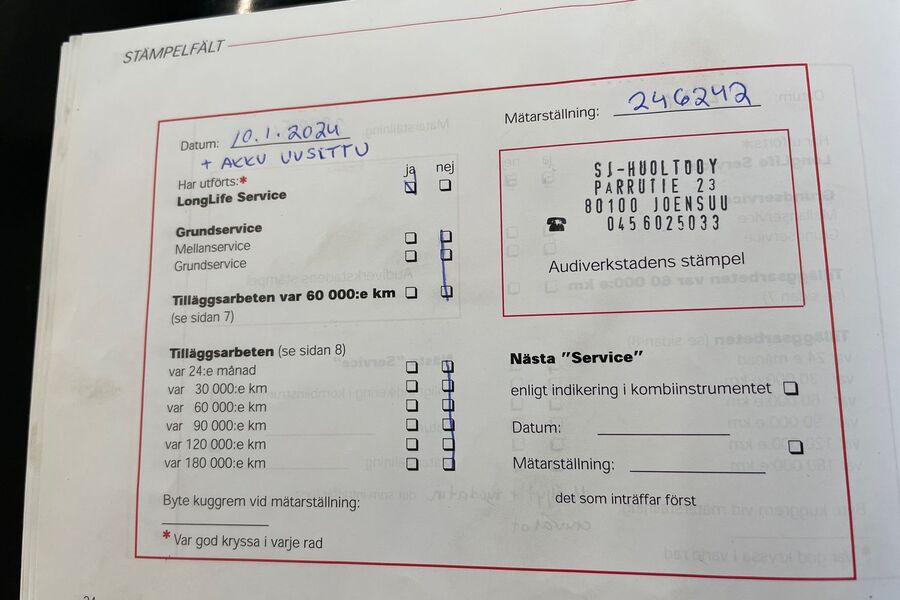 STÄMPELFÄLT
Datum: 10.1.2024
+ AKKU UUSITTU
Mätarställning: 246242
ja nej
Har utförts:*
LongLife Service
Grundservice
Mellanservice
Grundservice
Tilläggsarbeten var 60 000:e km
(se sidan 7)
Tilläggsarbeten (se sidan 8)
var 24:e månad
var 30 000:e km
var 60 000:e km
var 90 000:e km
var 120 000:e km
var 180 000:e km
Byte kuggrem vid mätarställning:
* Var god kryssa i varje rad
SJ-HUOLTOOY
PARRUTIE 23
80100 JOENSUU
☎ 0456025033
Audiverkstadens stämpel
Nästa ”Service”
enligt indikering i kombiinstrumentet
Datum:
Mätarställning:
det som inträffar först